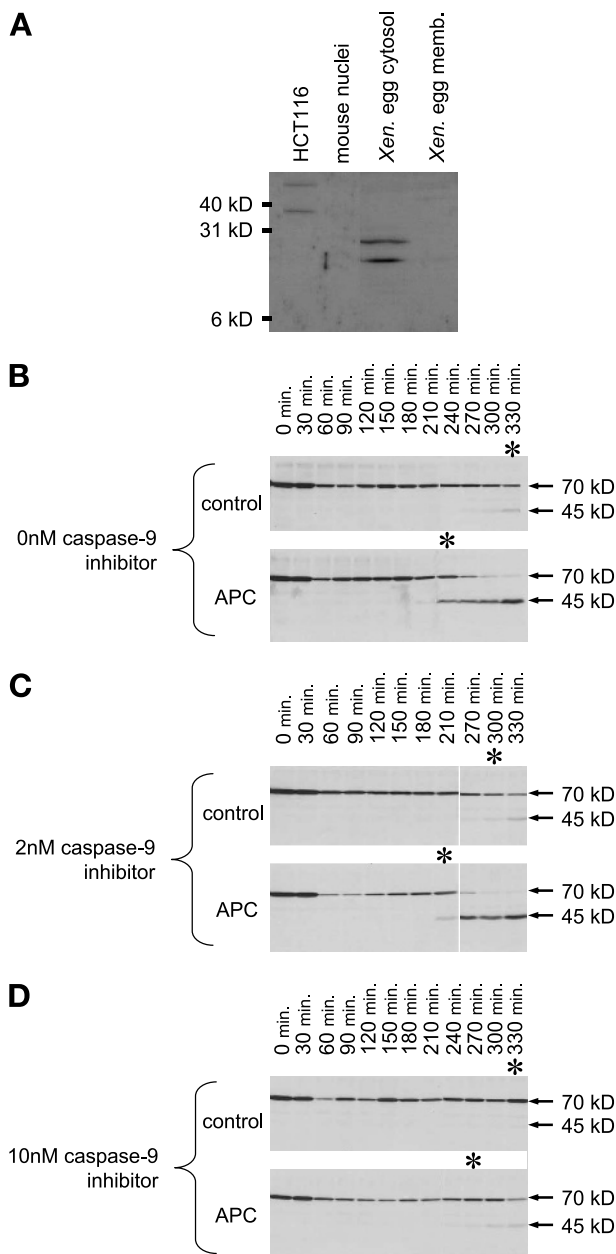 A
HCT116
mouse nuclei
Xen. egg cytosol
Xen. egg memb.
40 kD
31 kD
6 kD
B
0 min.
30 min.
60 min.
90 min.
120 min.
150 min.
180 min.
210 min.
240 min.
270 min.
300 min.
330 min.
*
0nM caspase-9
inhibitor
control
70 kD
45 kD
*
APC
70 kD
45 kD
C
0 min.
30 min.
60 min.
90 min.
120 min.
150 min.
180 min.
210 min.
270 min.
300 min.
330 min.
*
2nM caspase-9
inhibitor
control
70 kD
45 kD
*
APC
70 kD
45 kD
D
0 min.
30 min.
60 min.
90 min.
120 min.
150 min.
180 min.
210 min.
240 min.
270 min.
300 min.
330 min.
*
10nM caspase-9
inhibitor
control
70 kD
45 kD
*
APC
70 kD
45 kD